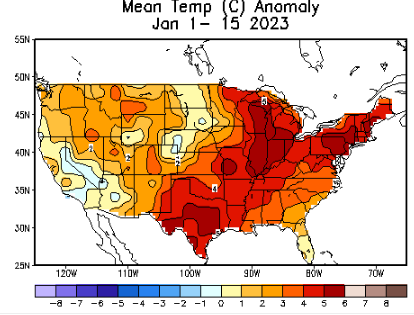 Mean Temp (C) Anomaly
Jan 1- 15 2023
55N
50N
45N
40N
35N
30N
25N
120W 110W 100W 90W 80W 70W
-8 -7 -6 -5 -4 -3 -2 -1 0 1 2 3 4 5 6 7 8